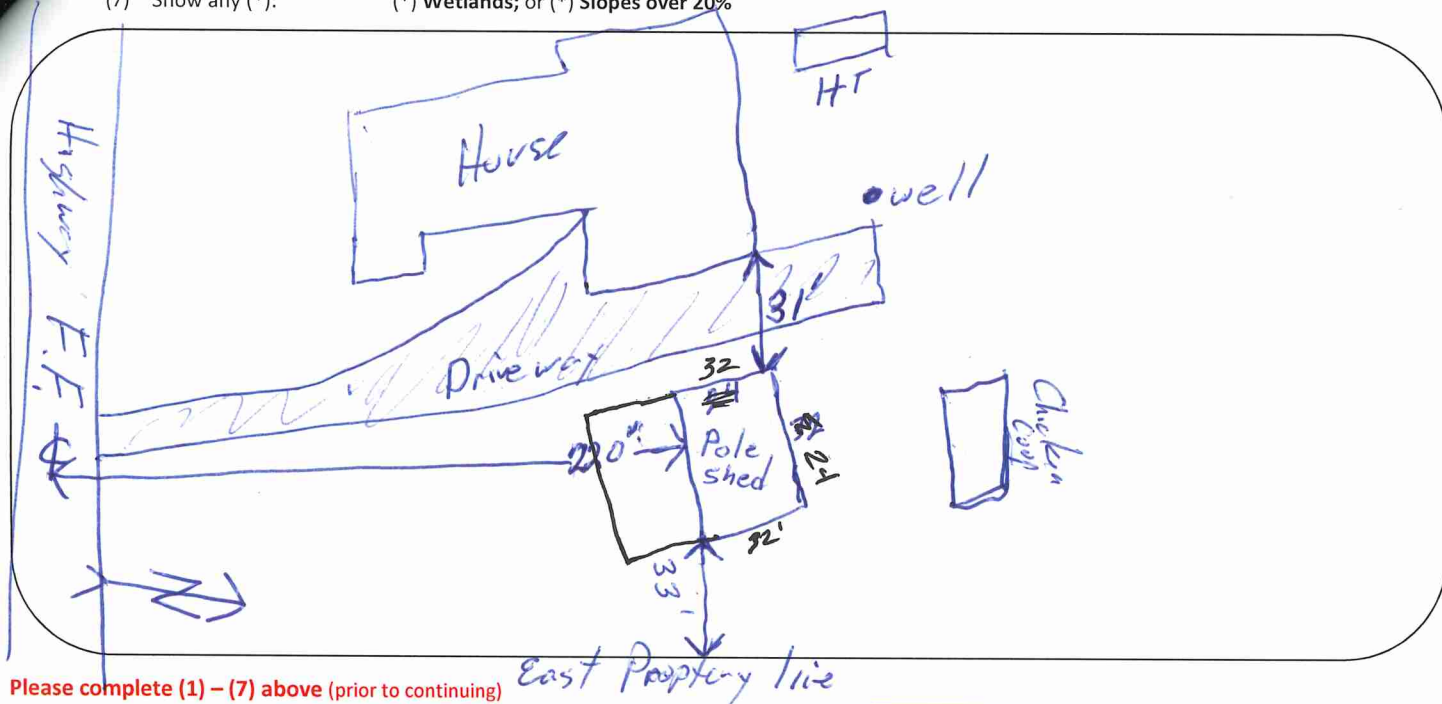 (7) Show any (*): (*) Wetlands; or (*) Slopes over 20%
HT
House
Highway F.F.
well
31'
Driveway
32
220"
Pole
shed
24
Chicken
Coop
32'
33'
N
East Proptery line
Please complete (1) – (7) above (prior to continuing)